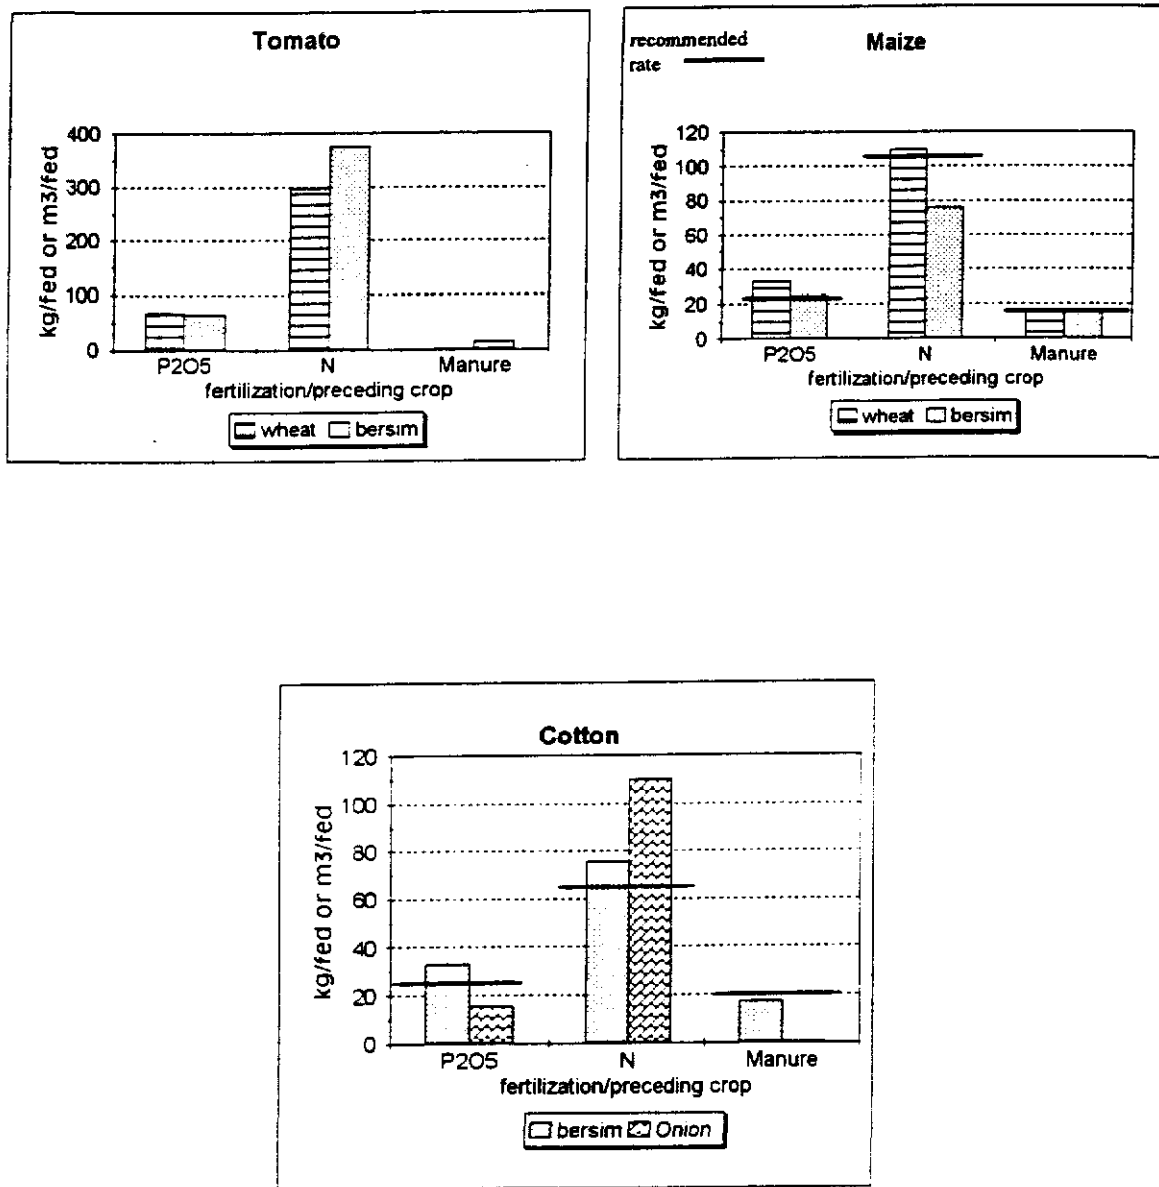 Tomato
kg/fed or m3/fed
400
300
200
100
0
P2O5 N Manure
fertilization/preceding crop
wheat bersim
recommended
rate
Maize
kg/fed or m3/fed
120
100
80
60
40
20
0
P2O5 N Manure
fertilization/preceding crop
wheat bersim
Cotton
kg/fed or m3/fed
120
100
80
60
40
20
0
P2O5 N Manure
fertilization/preceding crop
bersim Onion